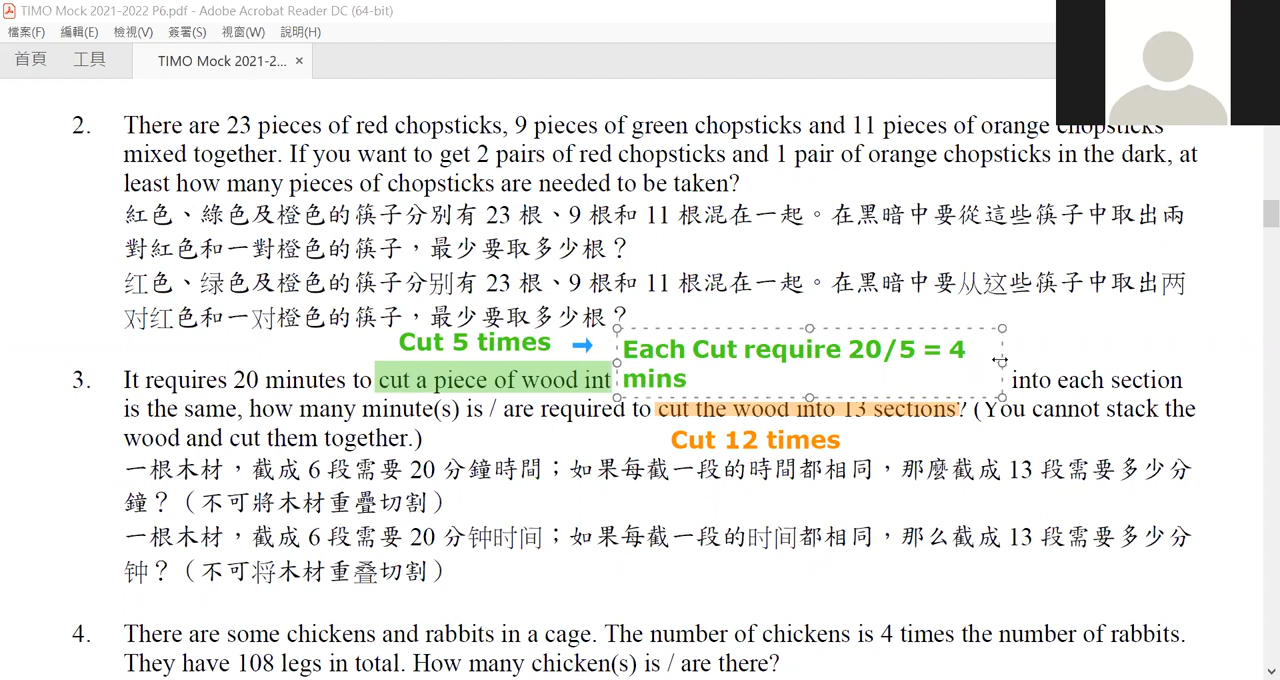 TIMO Mock 2021-2022 P6.pdf - Adobe Acrobat Reader DC (64-bit)
檔案(F) 編輯(E) 檢視(V) 簽署(S) 視窗(W) 說明(H)
首頁 工具 TIMO Mock 2021-2... ×
2. There are 23 pieces of red chopsticks, 9 pieces of green chopsticks and 11 pieces of orange chopsticks
mixed together. If you want to get 2 pairs of red chopsticks and 1 pair of orange chopsticks in the dark, at
least how many pieces of chopsticks are needed to be taken?
紅色、綠色及橙色的筷子分別有 23 根、9 根和 11 根混在一起。在黑暗中要從這些筷子中取出兩
對紅色和一對橙色的筷子，最少要取多少根？
红色、绿色及橙色的筷子分别有 23 根、9 根和 11 根混在一起。在黑暗中要从这些筷子中取出两
对红色和一对橙色的筷子，最少要取多少根？
Cut 5 times → Each Cut require 20/5 = 4
mins
3. It requires 20 minutes to cut a piece of wood int into each section
is the same, how many minute(s) is / are required to cut the wood into 13 sections? (You cannot stack the
wood and cut them together.)
Cut 12 times
一根木材，截成 6 段需要 20 分鐘時間；如果每截一段的時間都相同，那麼截成 13 段需要多少分
鐘？（不可將木材重疊切割）
一根木材，截成 6 段需要 20 分钟时间；如果每截一段的时间都相同，那么截成 13 段需要多少分
钟？（不可将木材重叠切割）
4. There are some chickens and rabbits in a cage. The number of chickens is 4 times the number of rabbits.
They have 108 legs in total. How many chicken(s) is / are there?